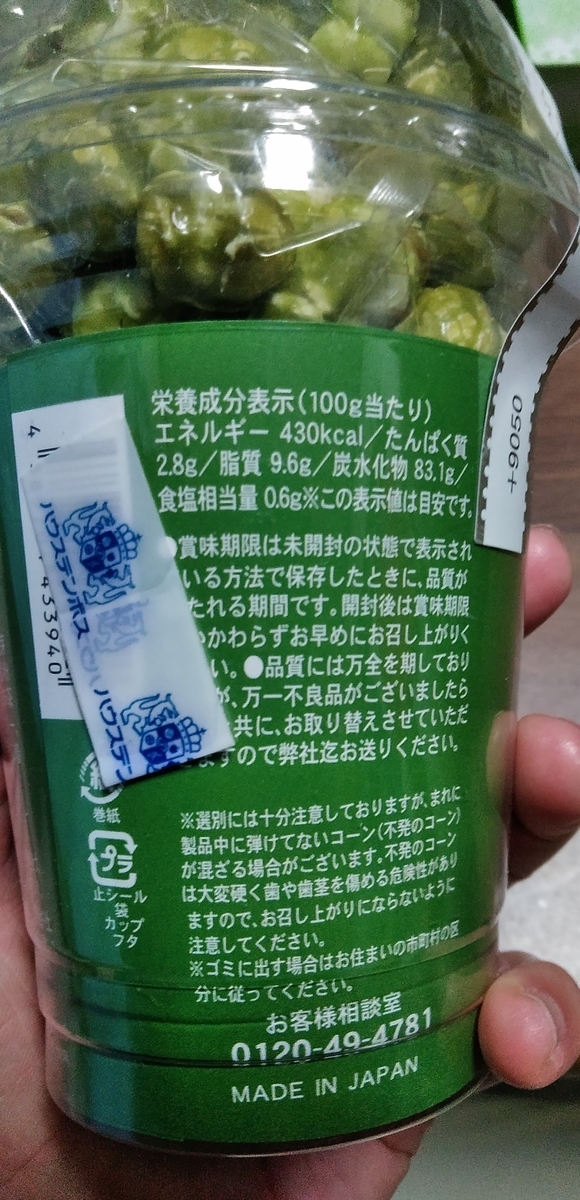 栄養成分表示(100g当たり)
エネルギー 430kcal/たんぱく質
2.8g/脂質 9.6g/炭水化物 83.1g/
食塩相当量 0.6g※この表示値は目安です。
●賞味期限は未開封の状態で表示され
いる方法で保存したときに、品質が
たれる期間です。開封後は賞味期限
かかわらずお早めにお召し上がりく
い。●品質には万全を期しており
が、万一不良品がございましたら
共に、お取り替えさせていただ
ますので弊社迄お送りください。
※選別には十分注意しておりますが、まれに
製品中に弾けてないコーン(不発のコーン)
が混ざる場合がございます。不発のコーン
は大変硬く歯や歯茎を傷める危険性があり
ますので、お召し上がりにならないように
注意してください。
※ゴミに出す場合はお住まいの市町村の区
分に従ってください。
お客様相談室
0120-49-4781
MADE IN JAPAN
4
453940
ハウステンボス
ハウステン
紙
巻紙
プラ
止シール
袋
カップ
フタ
+9050